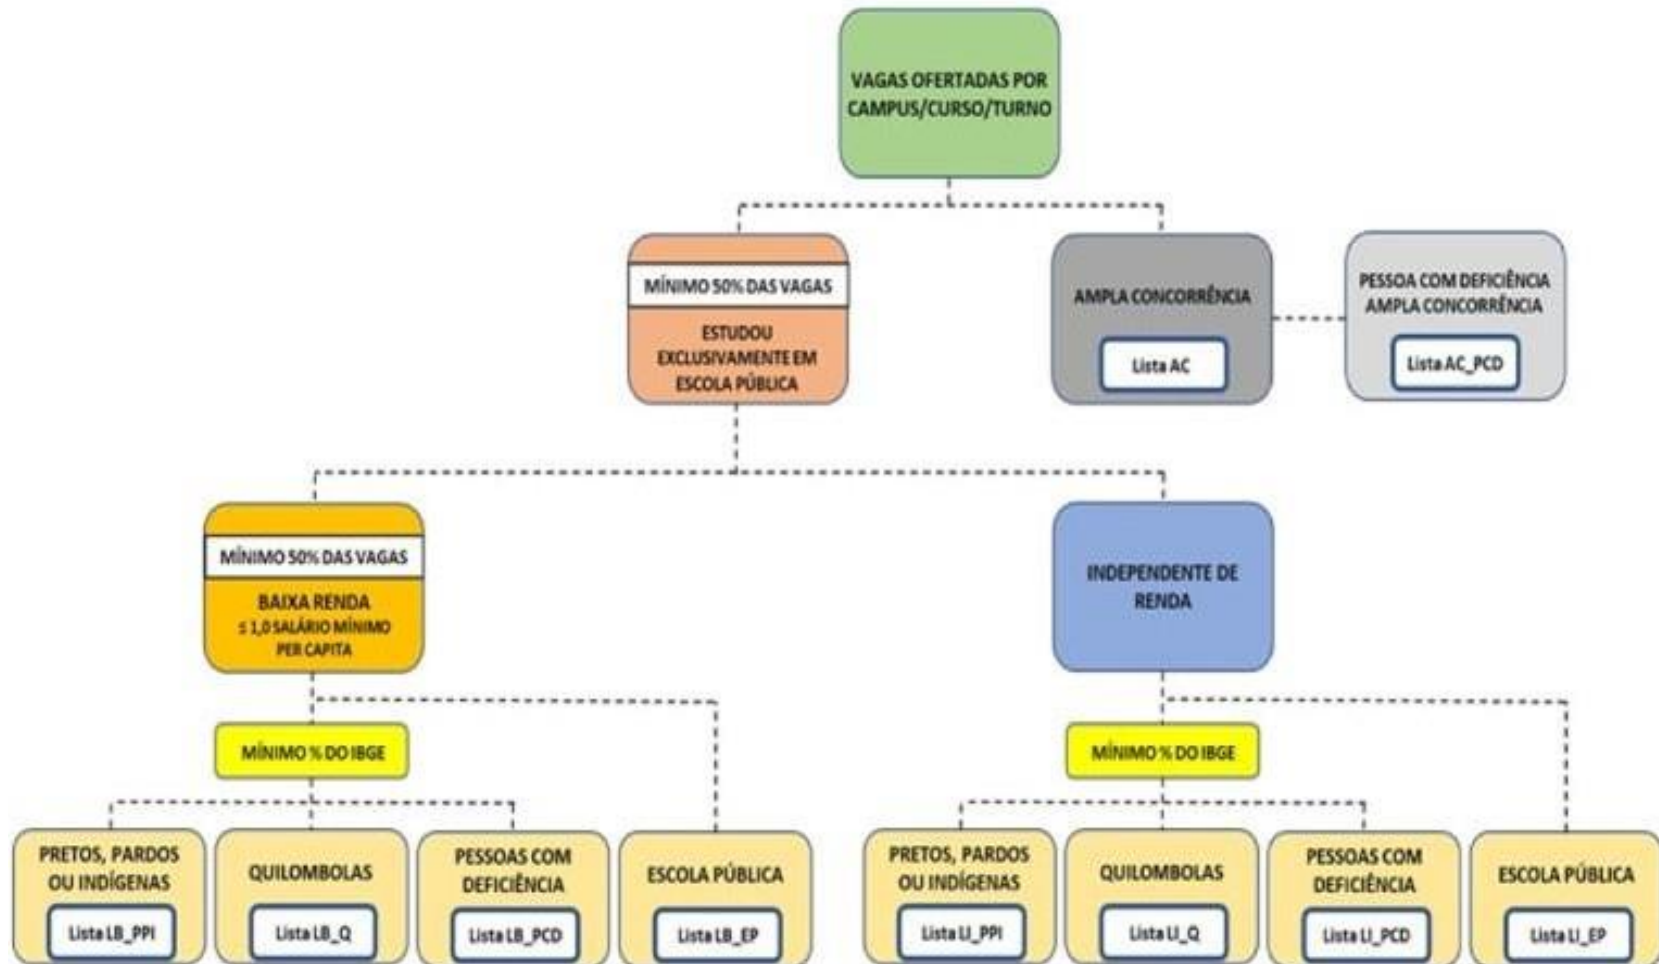 VAGAS OFERTADAS POR
CAMPUS/CURSO/TURNO
MÍNIMO 50% DAS VAGAS
ESTUDOU
EXCLUSIVAMENTE EM
ESCOLA PÚBLICA
AMPLA CONCORRÊNCIA
Lista AC
PESSOA COM DEFICIÊNCIA
AMPLA CONCORRÊNCIA
Lista AC_PCD
MÍNIMO 50% DAS VAGAS
BAIXA RENDA
≤ 1,0 SALÁRIO MÍNIMO
PER CAPITA
INDEPENDENTE DE
RENDA
MÍNIMO % DO IBGE
MÍNIMO % DO IBGE
PRETOS, PARDOS
OU INDÍGENAS
Lista LB_PPI
QUILOMBOLAS
Lista LB_Q
PESSOAS COM
DEFICIÊNCIA
Lista LB_PCD
ESCOLA PÚBLICA
Lista LB_EP
PRETOS, PARDOS
OU INDÍGENAS
Lista LI_PPI
QUILOMBOLAS
Lista LI_Q
PESSOAS COM
DEFICIÊNCIA
Lista LI_PCD
ESCOLA PÚBLICA
Lista LI_EP